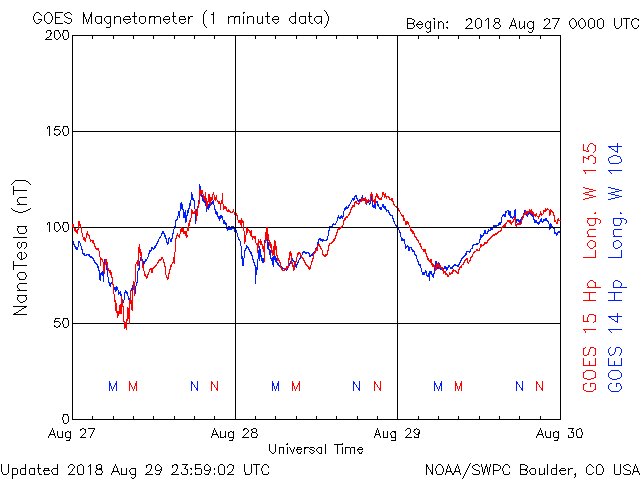 GOES Magnetometer (1 minute data)
Begin: 2018 Aug 27 0000 UTC
200
150
100
50
0
NanoTesla (nT)
M M N N M M N N M M N N
Aug 27 Aug 28 Aug 29 Aug 30
Universal Time
GOES 15 Hp Long. W 135
GOES 14 Hp Long. W 104
Updated 2018 Aug 29 23:59:02 UTC
NOAA/SWPC Boulder, CO USA